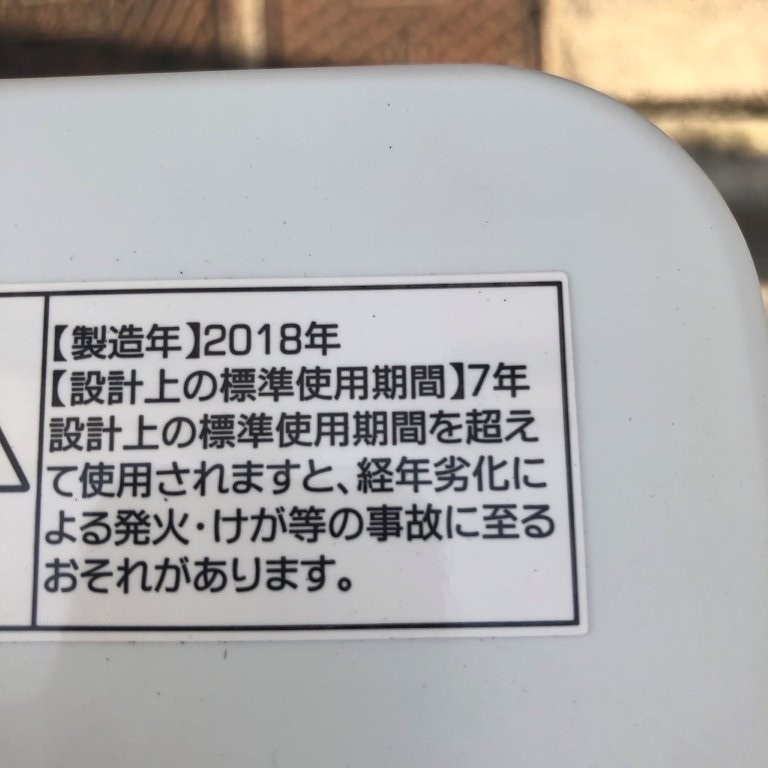 【製造年】2018年
【設計上の標準使用期間】7年
設計上の標準使用期間を超え
て使用されますと、経年劣化に
よる発火・けが等の事故に至る
おそれがあります。